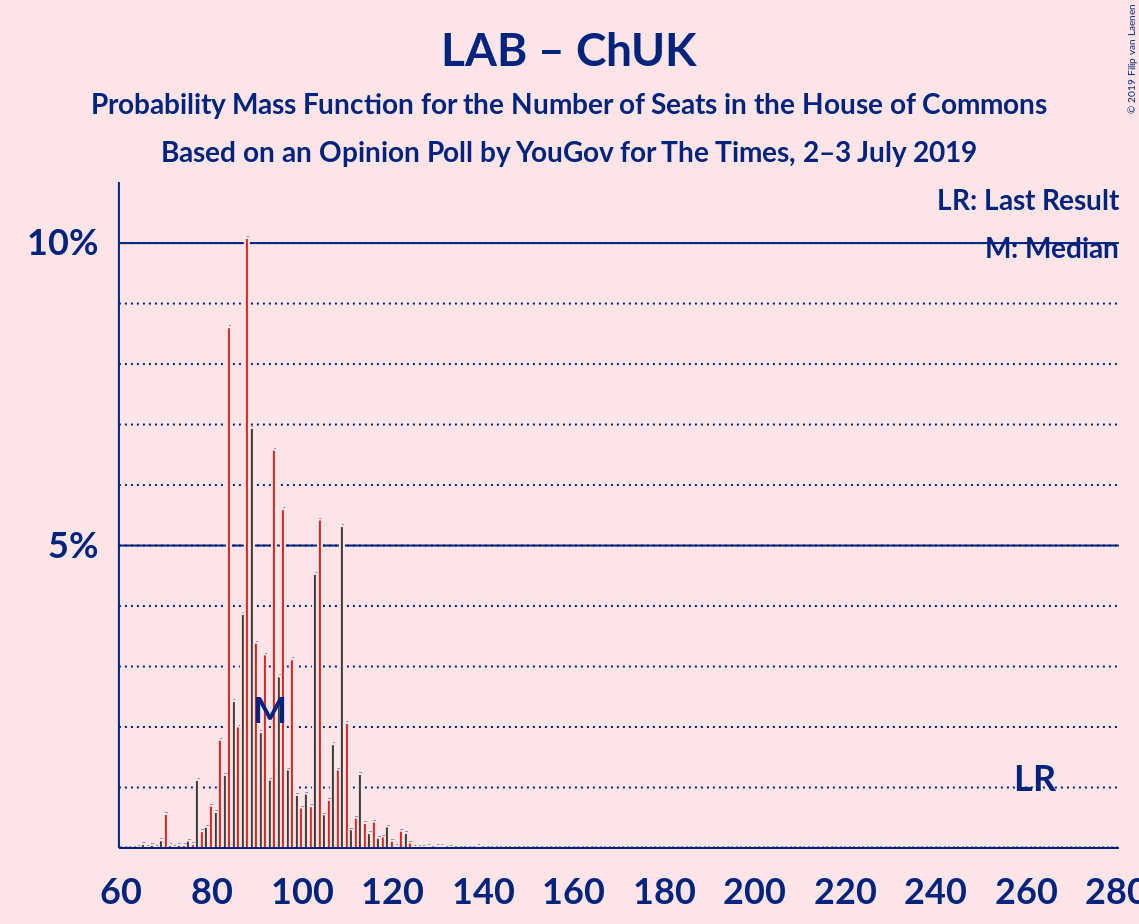 LAB – ChUK
Probability Mass Function for the Number of Seats in the House of Commons
Based on an Opinion Poll by YouGov for The Times, 2–3 July 2019
© 2019 Filip van Laenen
LR: Last Result
M: Median
10%
5%
M
LR
60 80 100 120 140 160 180 200 220 240 260 280